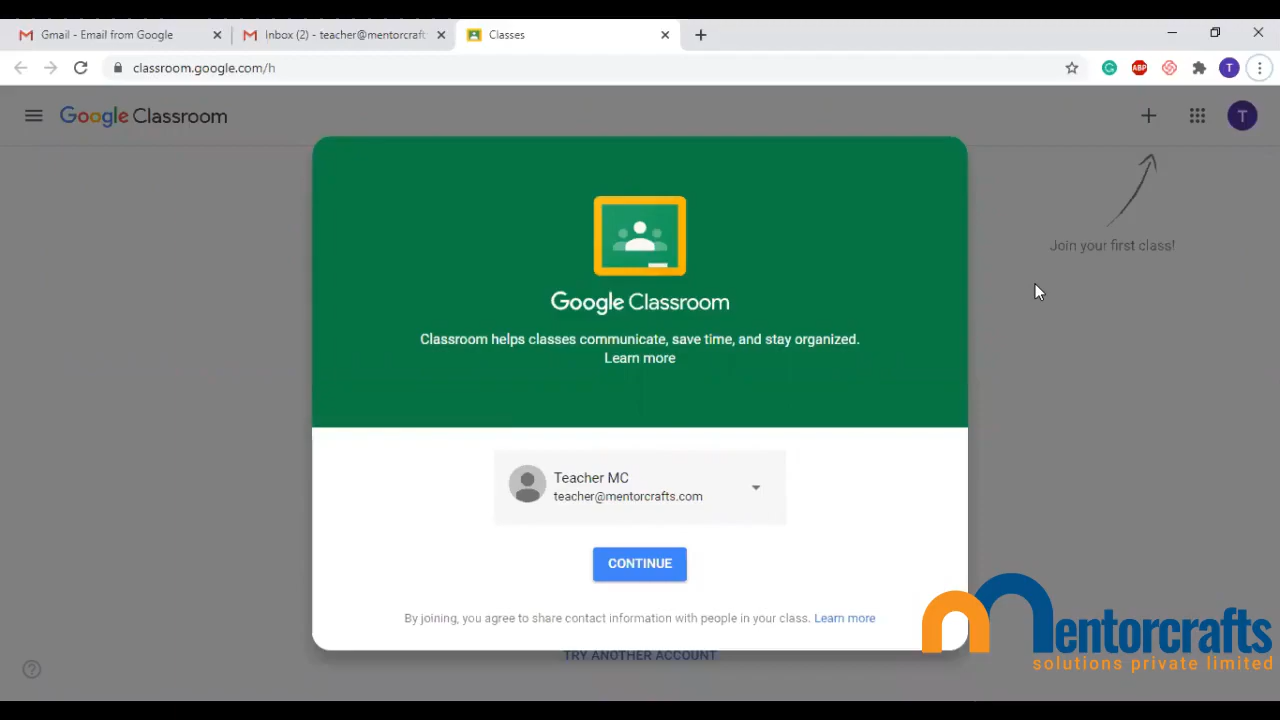 Gmail - Email from Google
Inbox (2) - teacher@mentorcraft
Classes
classroom.google.com/h
ABP
T
Google Classroom
T
Join your first class!
Google Classroom
Classroom helps classes communicate, save time, and stay organized.
Learn more
Teacher MC
teacher@mentorcrafts.com
CONTINUE
By joining, you agree to share contact information with people in your class. Learn more
TRY ANOTHER ACCOUNT
mentorcrafts
solutions private limited